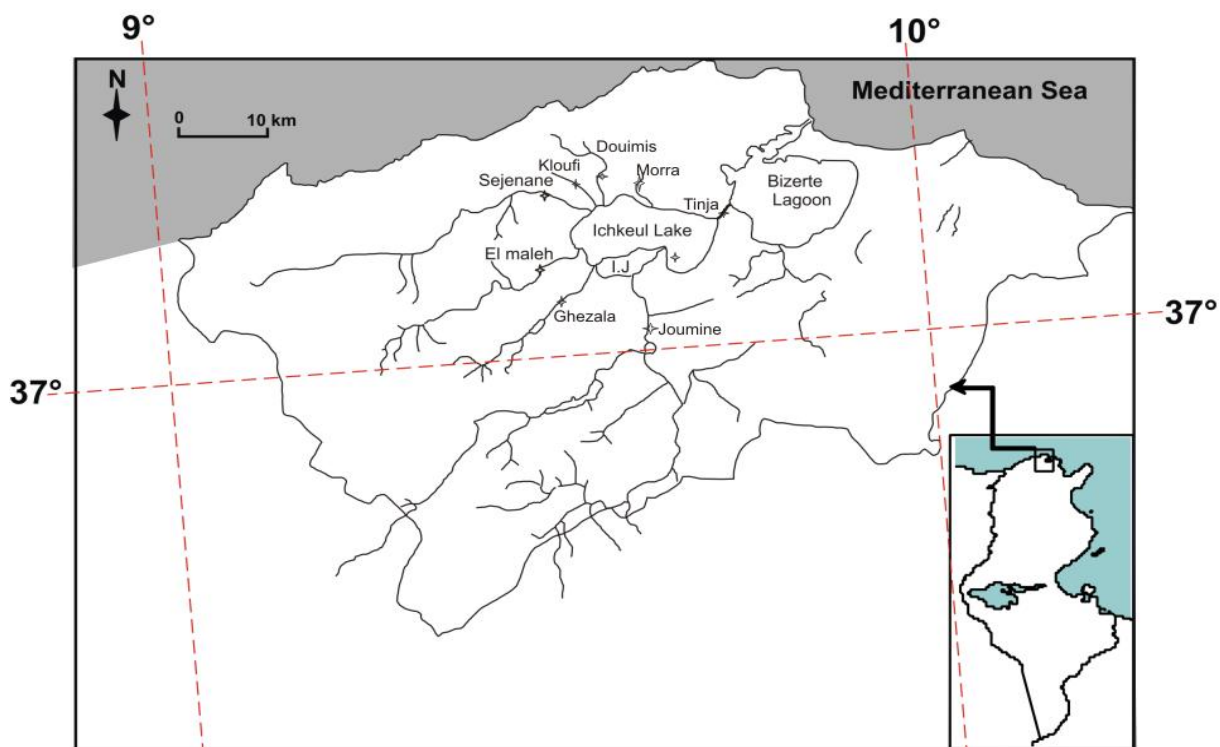 9°
10°
N
0 10 km
Mediterranean Sea
Douimis
Kloufi
Morra
Sejenane
Bizerte
Lagoon
Tinja
Ichkeul Lake
El maleh
I.J
Ghezala
Joumine
37°
37°